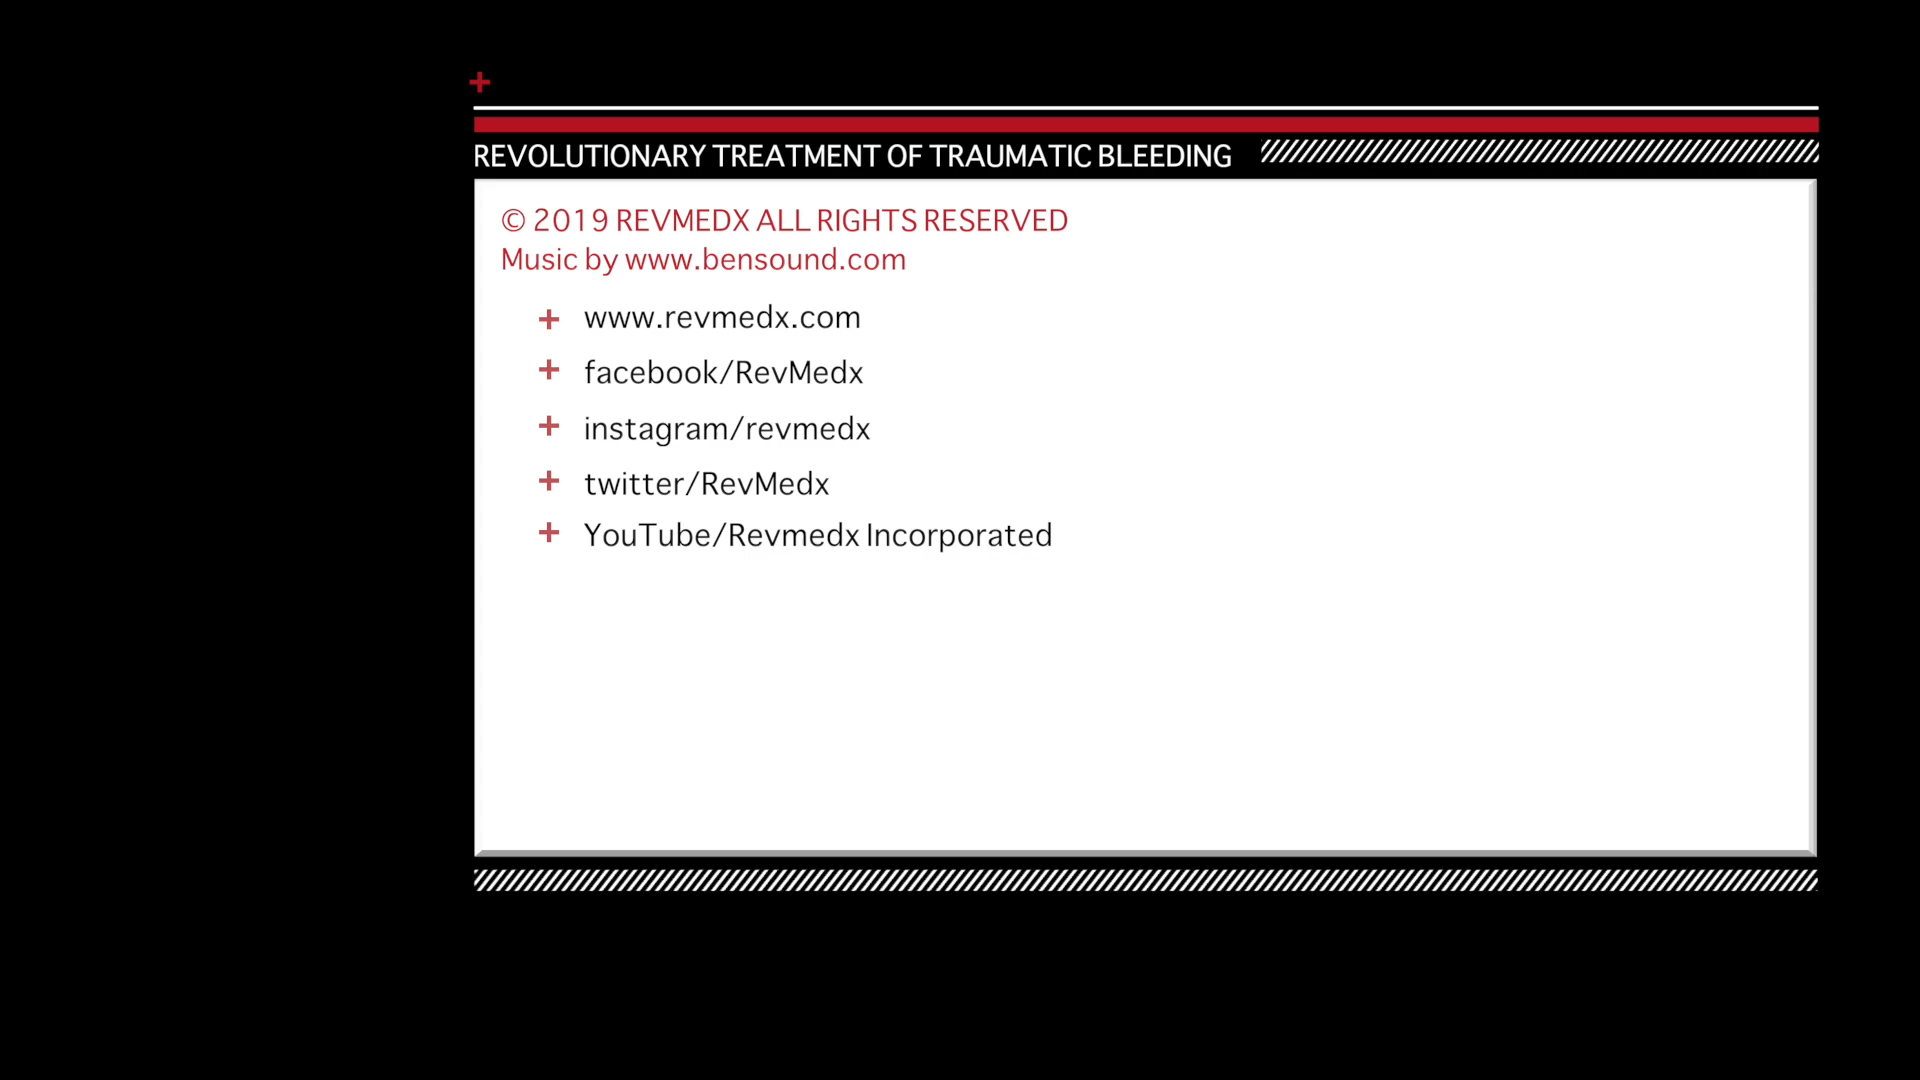 REVOLUTIONARY TREATMENT OF TRAUMATIC BLEEDING
© 2019 REVMEDX ALL RIGHTS RESERVED
Music by www.bensound.com
www.revmedx.com
facebook/RevMedx
instagram/revmedx
twitter/RevMedx
YouTube/Revmedx Incorporated